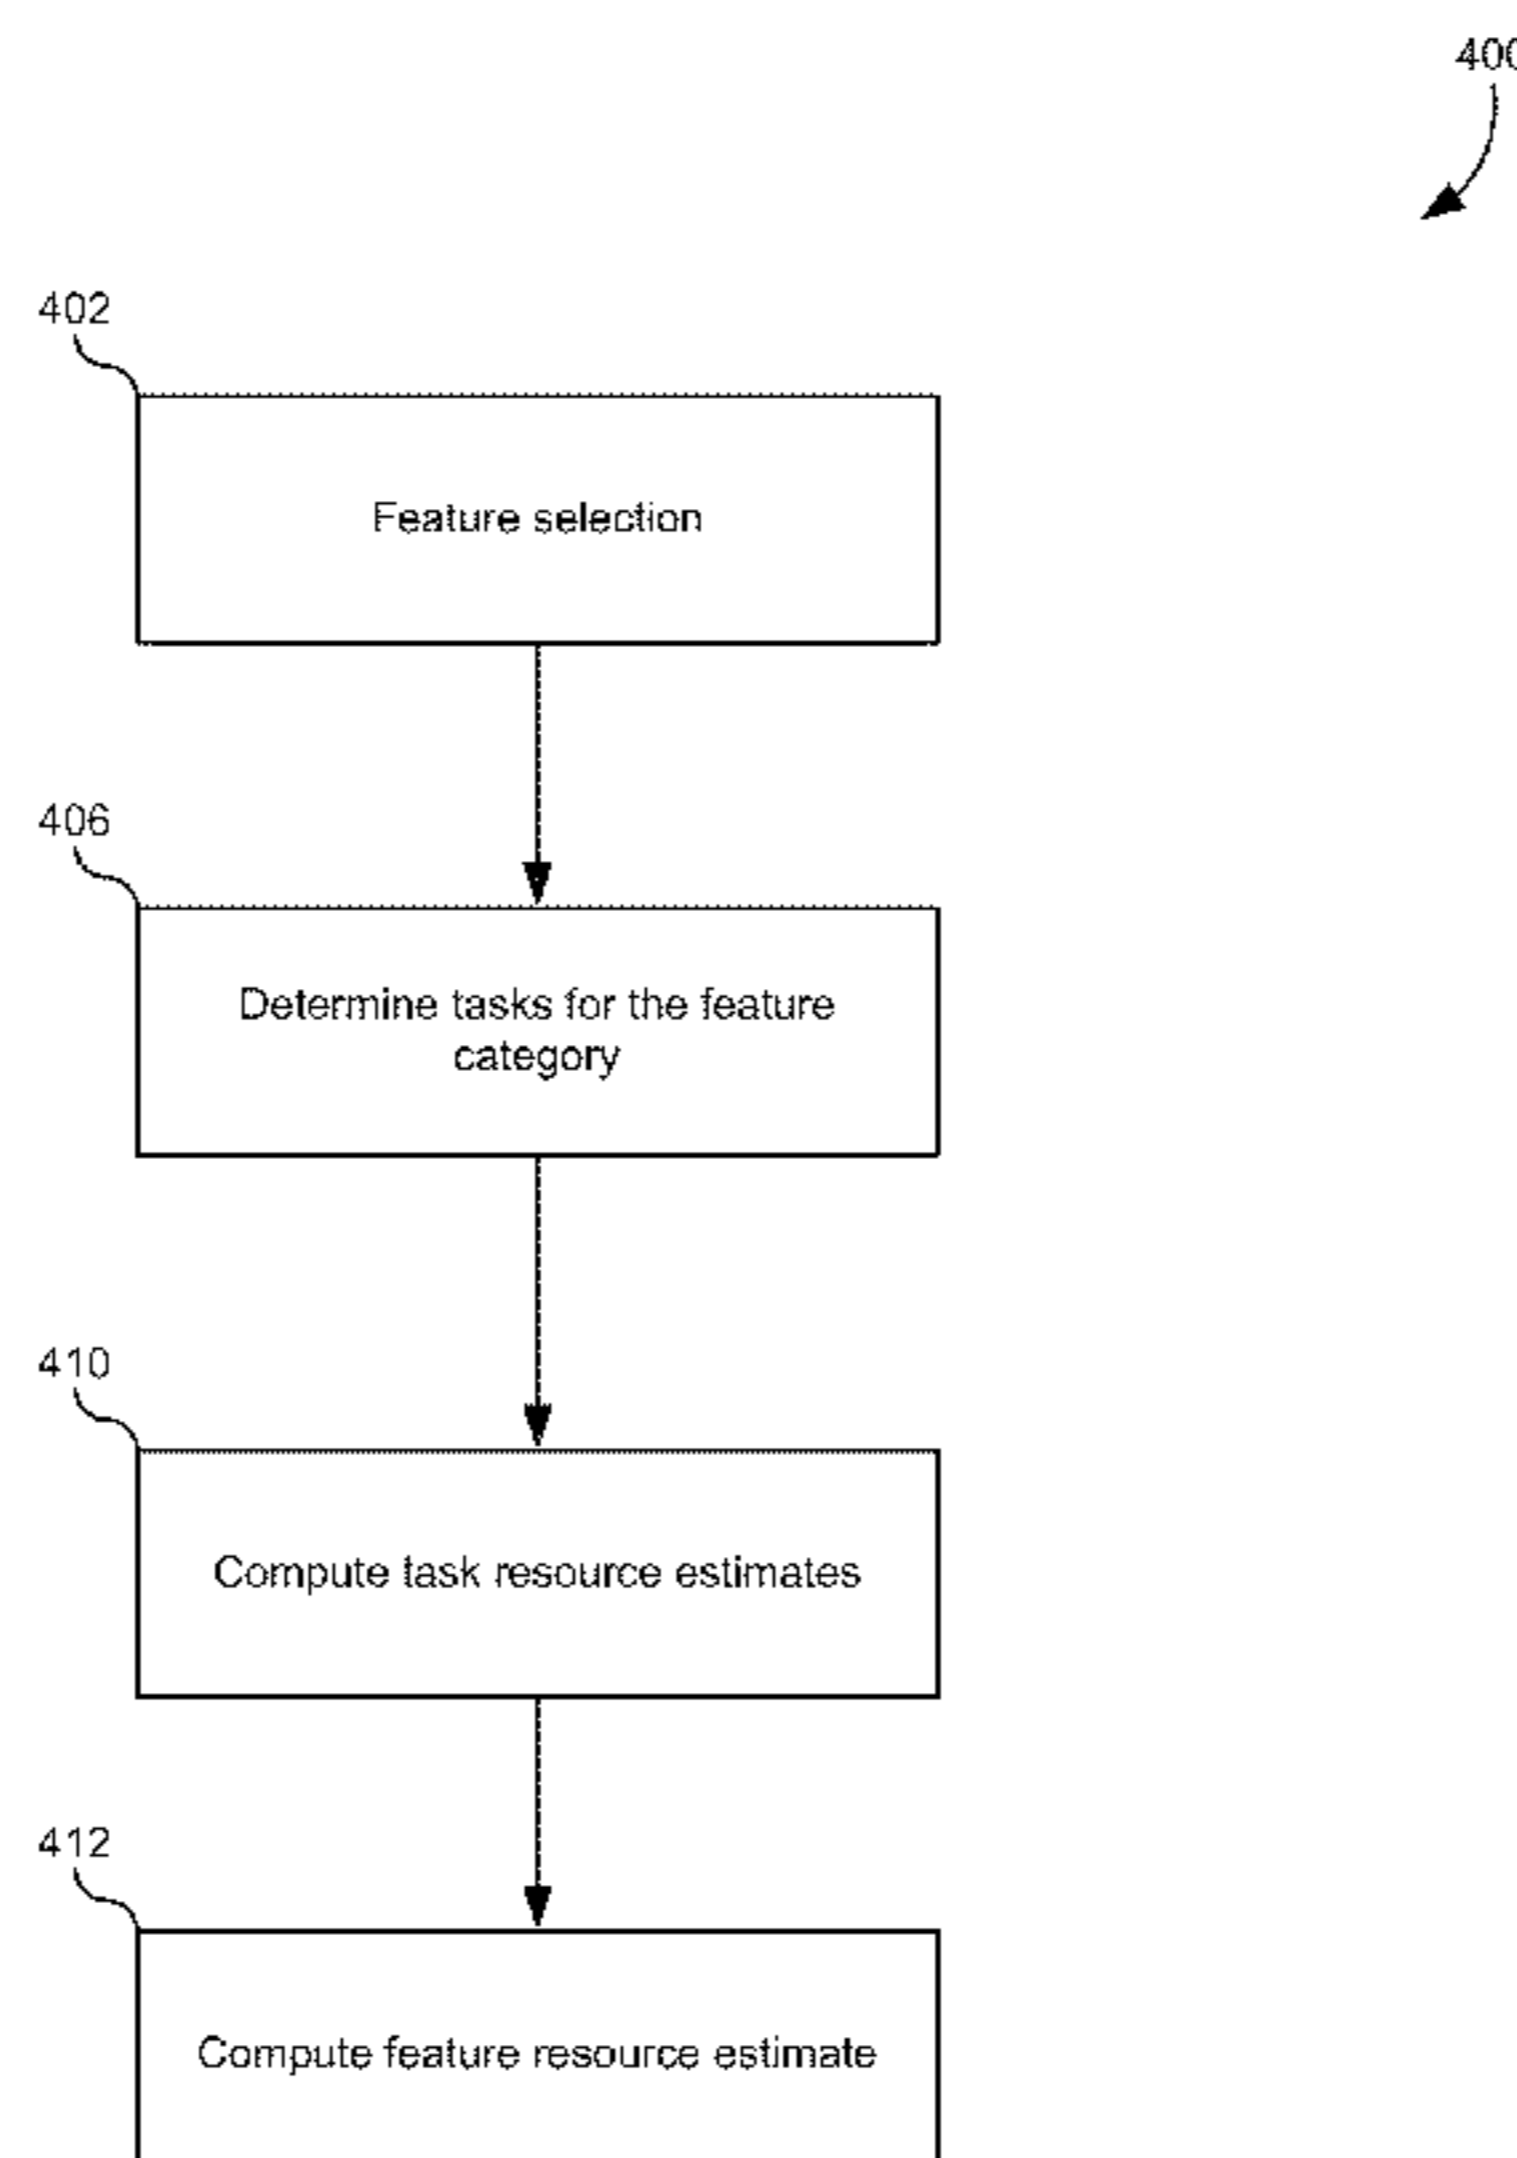 400
402
Feature selection
406
Determine tasks for the feature
category
410
Compute task resource estimates
412
Compute feature resource estimate